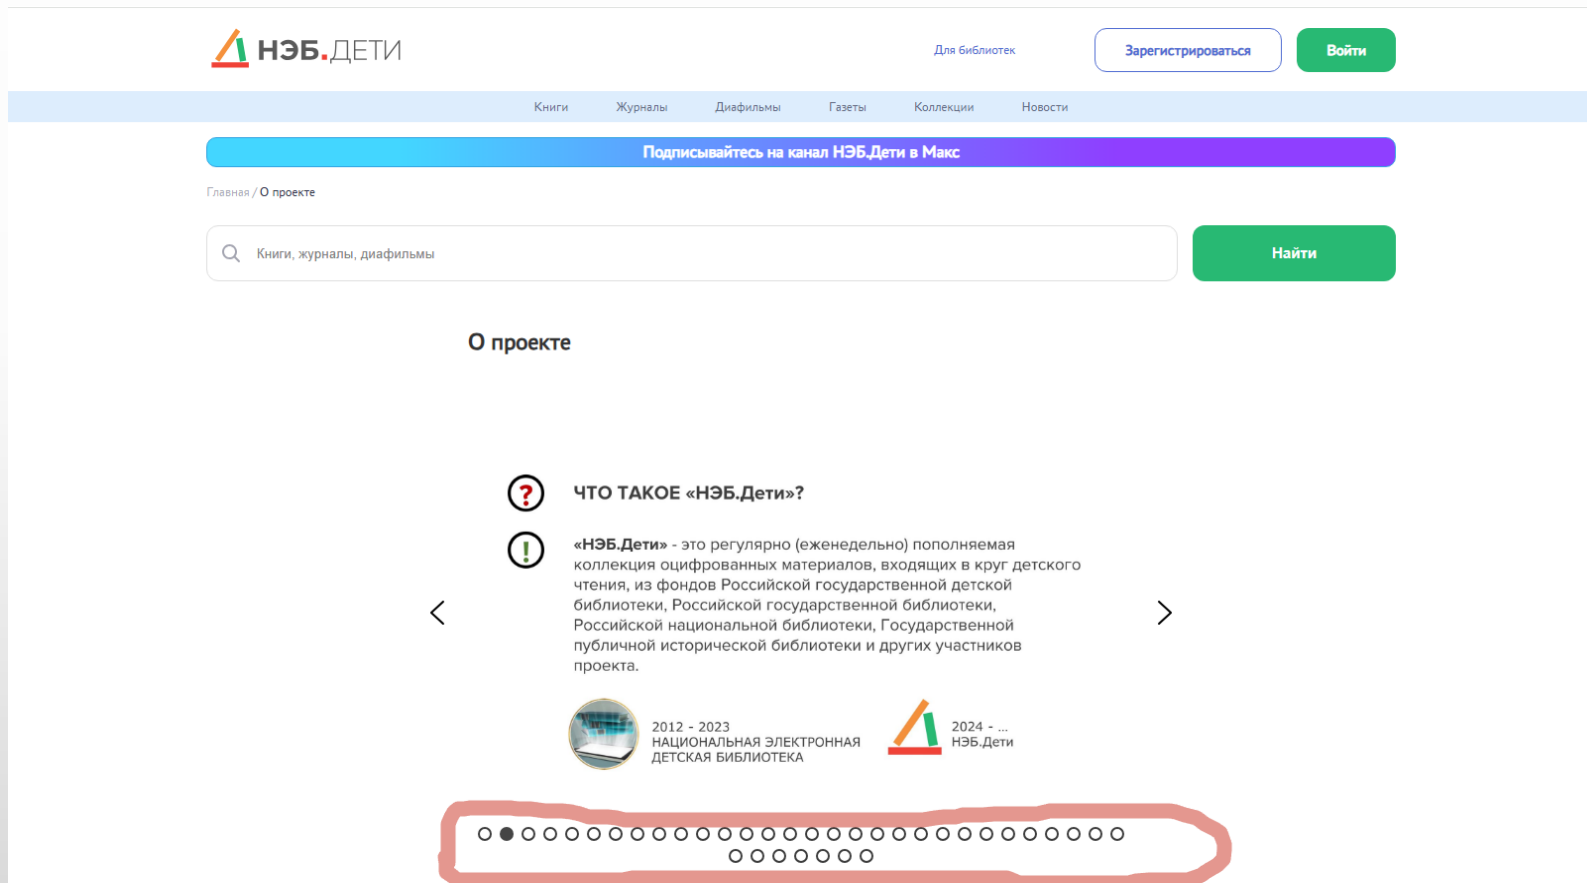 НЭБ.ДЕТИ
Для библиотек
Зарегистрироваться
Войти
Книги Журналы Диафильмы Газеты Коллекции Новости
Подписывайтесь на канал НЭБ.Дети в Макс
Главная / О проекте
Книги, журналы, диафильмы
Найти
О проекте
? ЧТО ТАКОЕ «НЭБ.Дети»?
! «НЭБ.Дети» - это регулярно (еженедельно) пополняемая
коллекция оцифрованных материалов, входящих в круг детского
чтения, из фондов Российской государственной детской
библиотеки, Российской государственной библиотеки,
Российской национальной библиотеки, Государственной
публичной исторической библиотеки и других участников
проекта.
2012 - 2023
НАЦИОНАЛЬНАЯ ЭЛЕКТРОННАЯ
ДЕТСКАЯ БИБЛИОТЕКА
2024 - ...
НЭБ.Дети